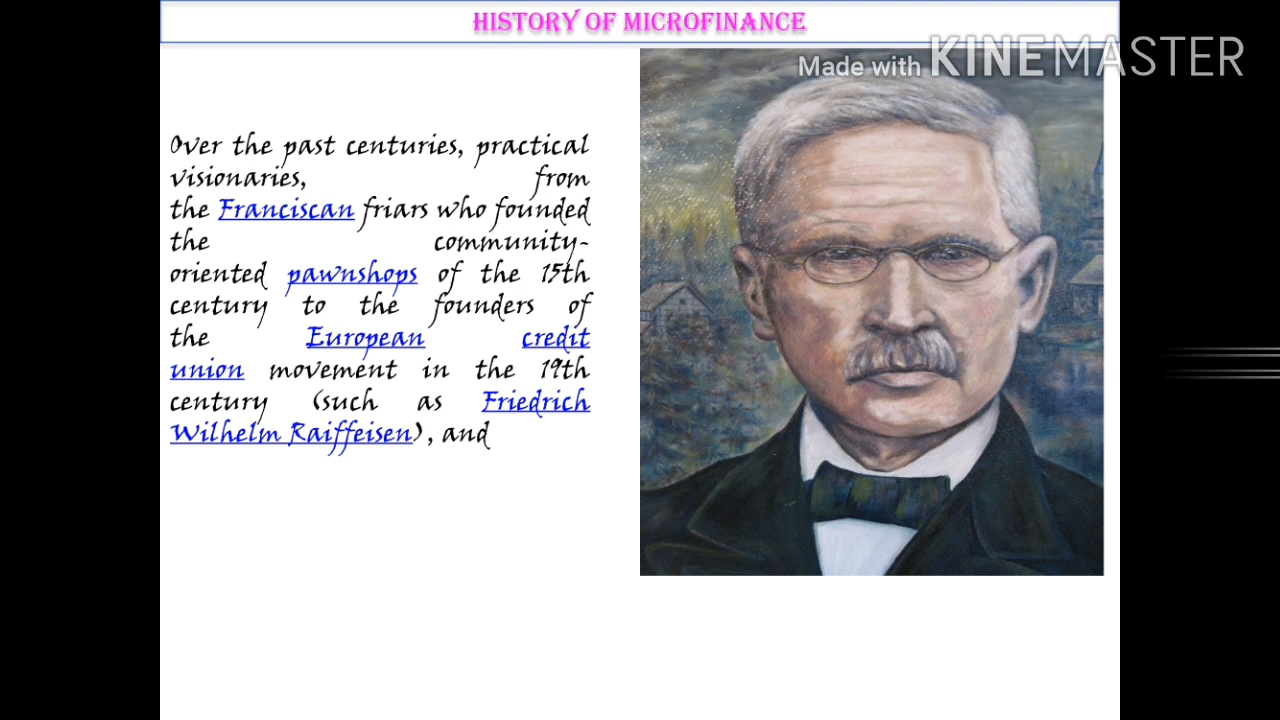 HISTORY OF MICROFINANCE
Made with KINEMASTER
Over the past centuries, practical
visionaries, from
the Franciscan friars who founded
the community-
oriented pawnshops of the 15th
century to the founders of
the European credit
union movement in the 19th
century (such as Friedrich
Wilhelm Raiffeisen), and